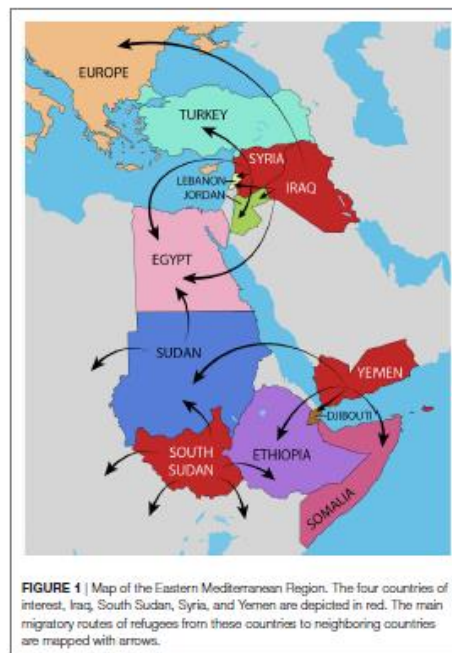 EUROPE
TURKEY
SYRIA
LEBANON
JORDAN
IRAQ
EGYPT
SUDAN
YEMEN
DJIBOUTI
SOUTH
SUDAN
ETHIOPIA
SOMALIA
FIGURE 1 | Map of the Eastern Mediterranean Region. The four countries of
interest, Iraq, South Sudan, Syria, and Yemen are depicted in red. The main
migratory routes of refugees from these countries to neighboring countries
are mapped with arrows.